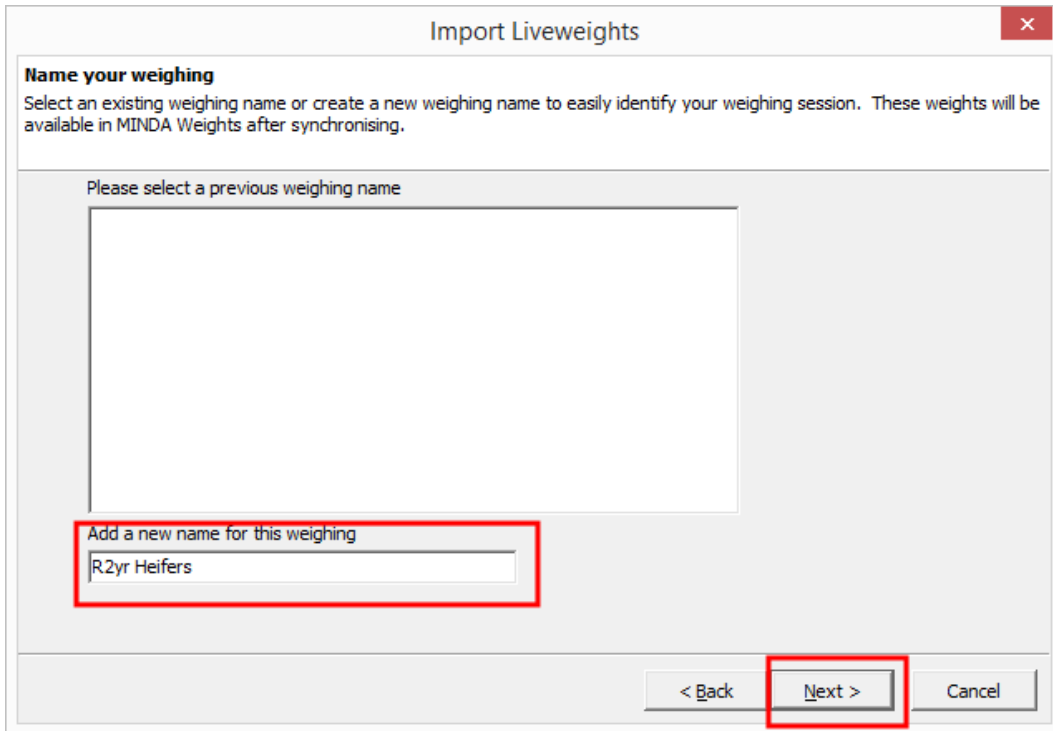 Import Liveweights
Name your weighing
Select an existing weighing name or create a new weighing name to easily identify your weighing session.  These weights will be
available in MINDA Weights after synchronising.
Please select a previous weighing name
Add a new name for this weighing
R2yr Heifers
< Back Next > Cancel